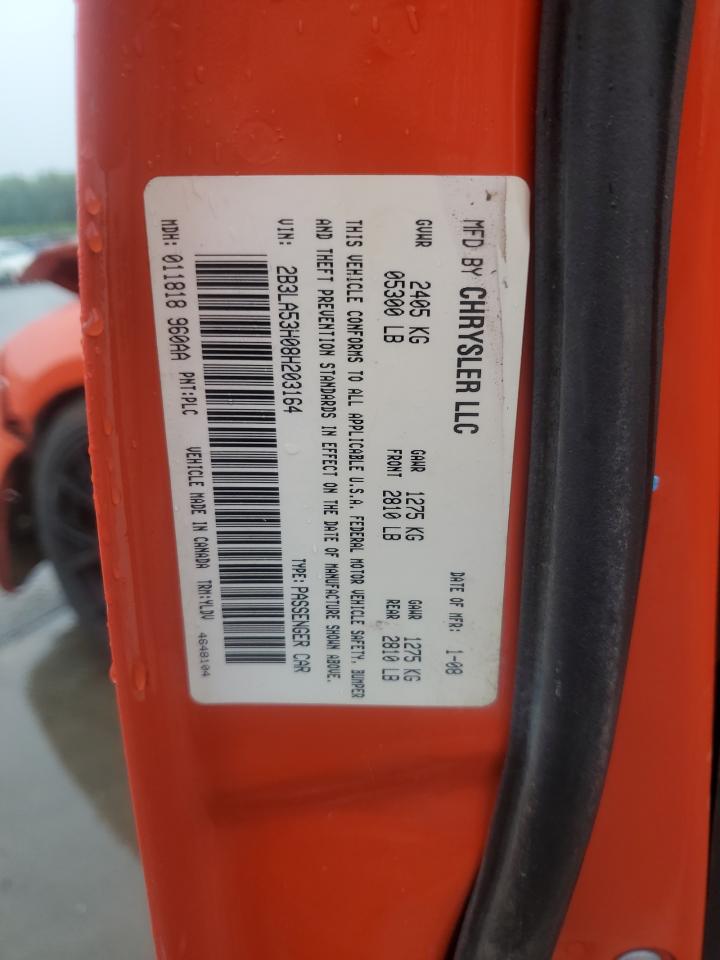 MFD BY CHRYSLER LLC DATE OF MFR: 1-08
GVWR 2405 KG GAWR 1275 KG GAWR 1275 KG
05300 LB FRONT 2810 LB REAR 2810 LB
THIS VEHICLE CONFORMS TO ALL APPLICABLE U.S.A. FEDERAL MOTOR VEHICLE SAFETY, BUMPER
AND THEFT PREVENTION STANDARDS IN EFFECT ON THE DATE OF MANUFACTURE SHOWN ABOVE.
VIN: 2B3LA53H08H203164 TYPE: PASSENGER CAR
MDH: 011818 960AA PNT:PLC VEHICLE MADE IN CANADA TRM:YLDV 4648104